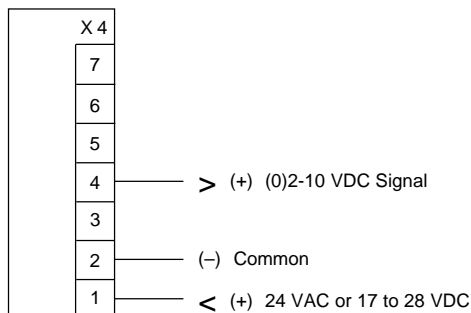 X 4
7
6
5
4 > (+) (0)2-10 VDC Signal
3
2 (–) Common
1 < (+) 24 VAC or 17 to 28 VDC